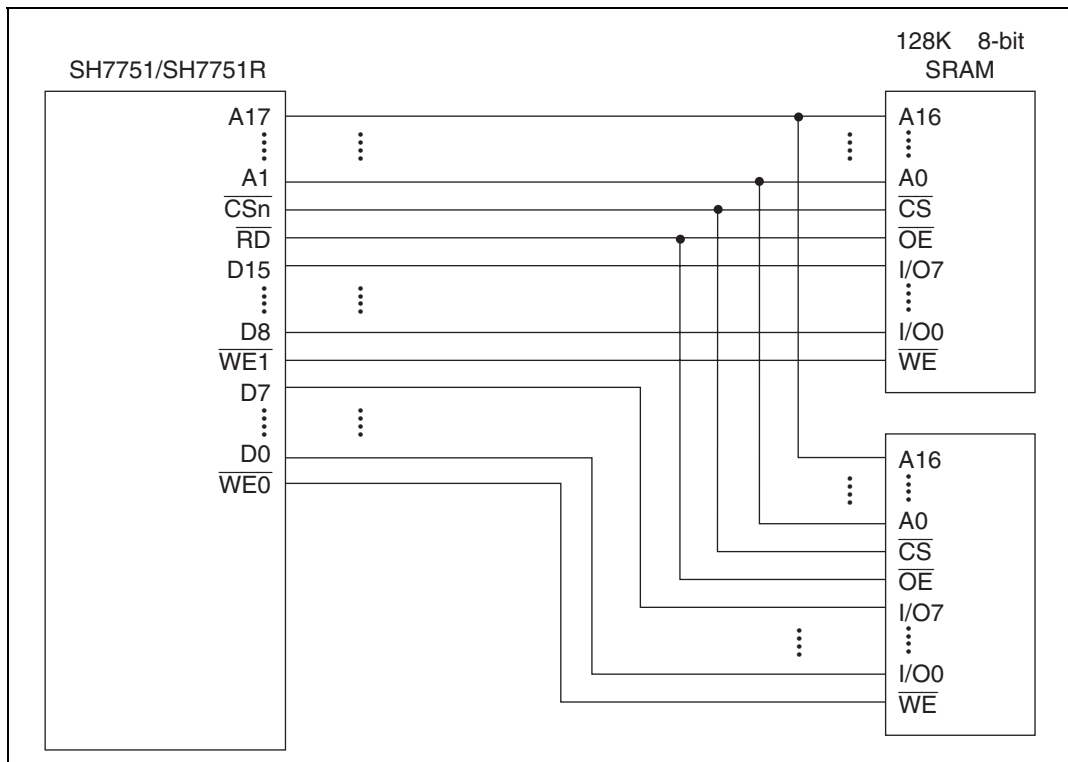 SH7751/SH7751R
A17
A1
CSn
RD
D15
D8
WE1
D7
D0
WE0
128K 8-bit
SRAM
A16
A0
CS
OE
I/O7
I/O0
WE
A16
A0
CS
OE
I/O7
I/O0
WE